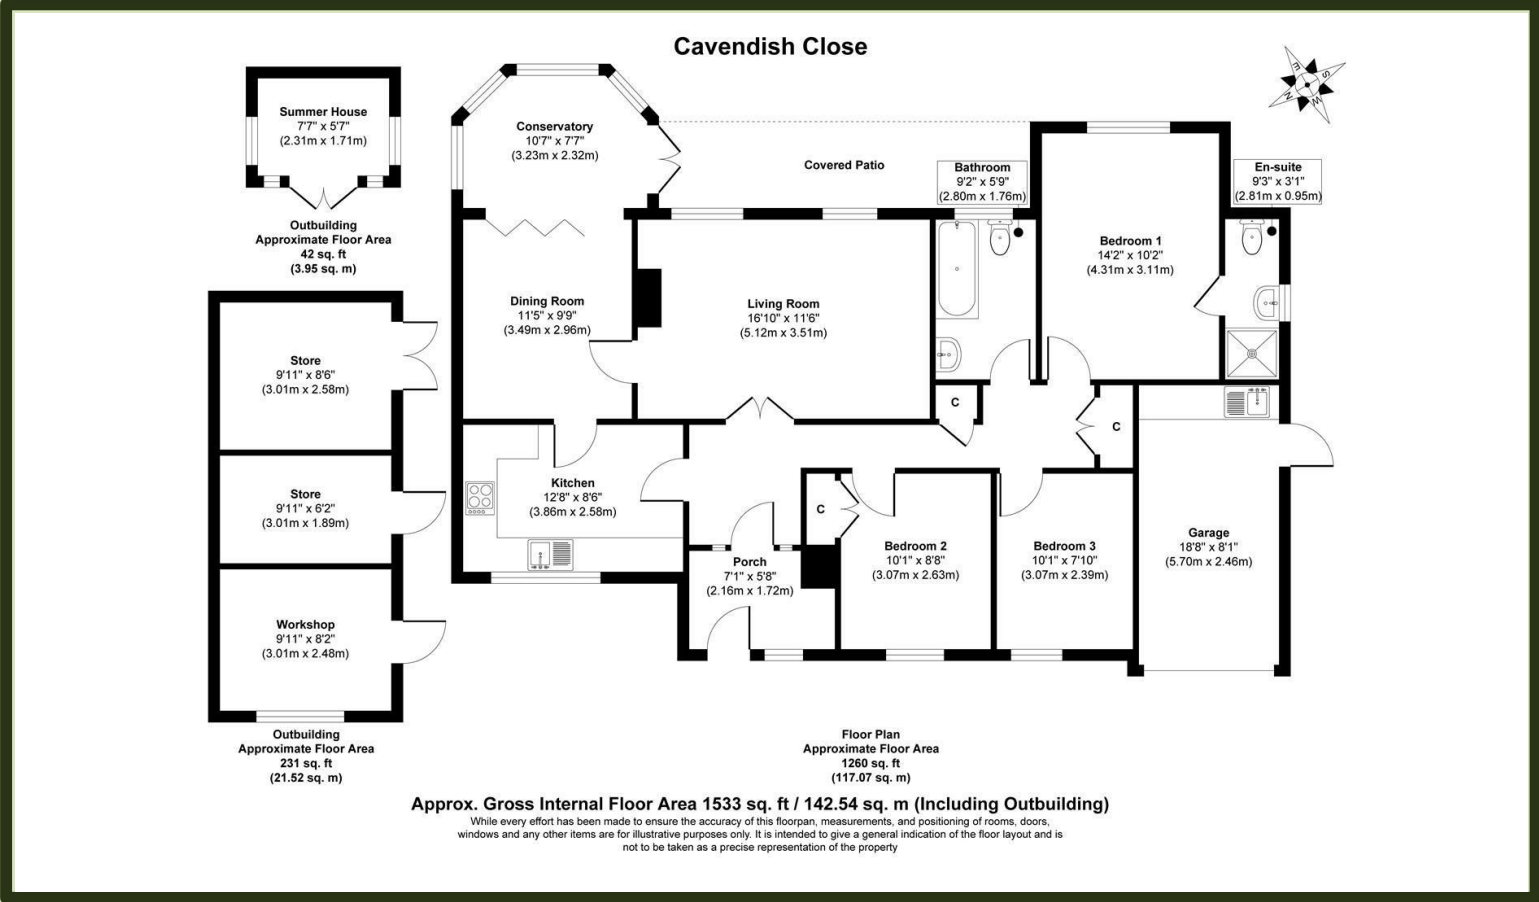 Cavendish Close
E
S
N
W
Summer House
7'7" x 5'7"
(2.31m x 1.71m)
Outbuilding
Approximate Floor Area
42 sq. ft
(3.95 sq. m)
Conservatory
10'7" x 7'7"
(3.23m x 2.32m)
Covered Patio
Bathroom
9'2" x 5'9"
(2.80m x 1.76m)
En-suite
9'3" x 3'1"
(2.81m x 0.95m)
Bedroom 1
14'2" x 10'2"
(4.31m x 3.11m)
Dining Room
11'5" x 9'9"
(3.49m x 2.96m)
Living Room
16'10" x 11'6"
(5.12m x 3.51m)
Store
9'11" x 8'6"
(3.01m x 2.58m)
C
C
Kitchen
12'8" x 8'6"
(3.86m x 2.58m)
Store
9'11" x 6'2"
(3.01m x 1.89m)
C
Garage
18'8" x 8'1"
(5.70m x 2.46m)
Porch
7'1" x 5'8"
(2.16m x 1.72m)
Bedroom 2
10'1" x 8'8"
(3.07m x 2.63m)
Bedroom 3
10'1" x 7'10"
(3.07m x 2.39m)
Workshop
9'11" x 8'2"
(3.01m x 2.48m)
Outbuilding
Approximate Floor Area
231 sq. ft
(21.52 sq. m)
Floor Plan
Approximate Floor Area
1260 sq. ft
(117.07 sq. m)
Approx. Gross Internal Floor Area 1533 sq. ft / 142.54 sq. m (Including Outbuilding)
While every effort has been made to ensure the accuracy of this floorpan, measurements, and positioning of rooms, doors,
windows and any other items are for illustrative purposes only. It is intended to give a general indication of the floor layout and is
not to be taken as a precise representation of the property